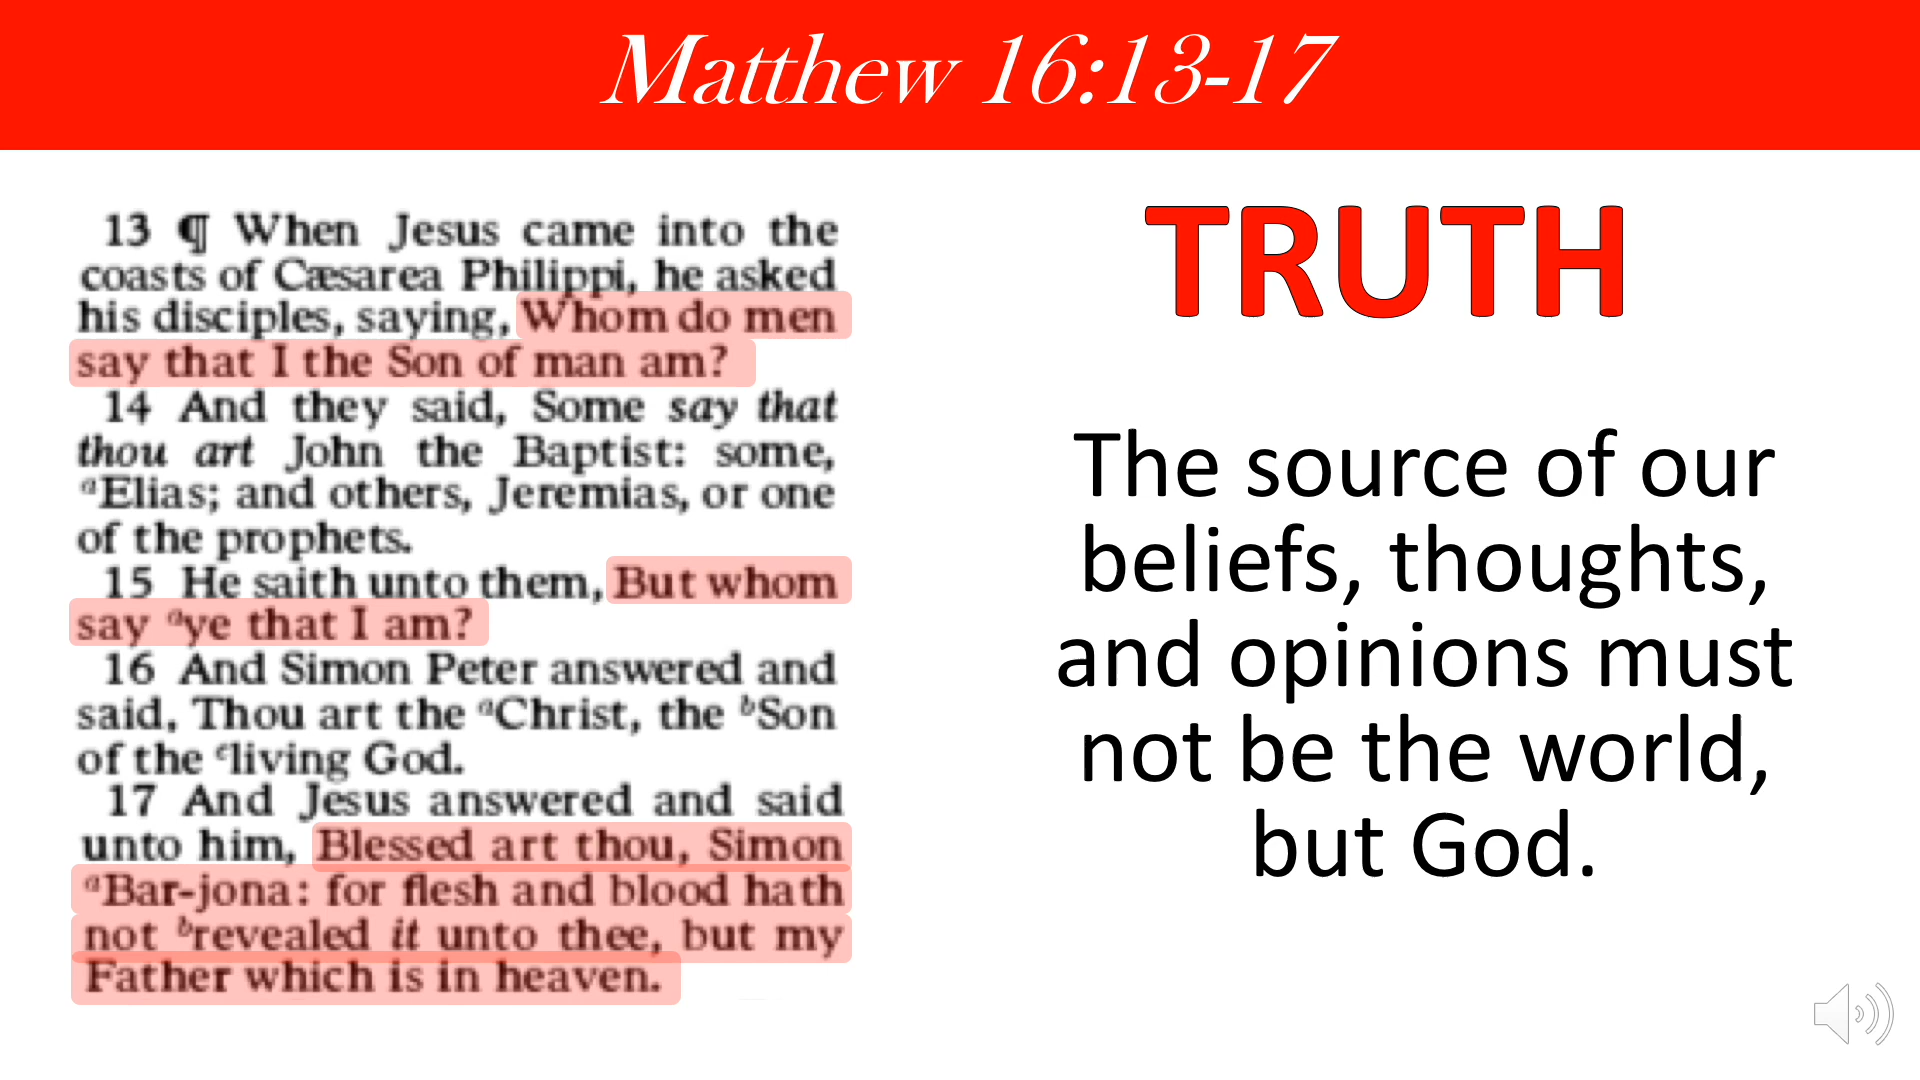 Matthew 16:13-17
13 ¶ When Jesus came into the
coasts of Cæsarea Philippi, he asked
his disciples, saying, Whom do men
say that I the Son of man am?
14 And they said, Some say that
thou art John the Baptist: some,
aElias; and others, Jeremias, or one
of the prophets.
15 He saith unto them, But whom
say aye that I am?
16 And Simon Peter answered and
said, Thou art the aChrist, the bSon
of the cliving God.
17 And Jesus answered and said
unto him, Blessed art thou, Simon
aBar-jona: for flesh and blood hath
not brevealed it unto thee, but my
Father which is in heaven.
TRUTH
The source of our
beliefs, thoughts,
and opinions must
not be the world,
but God.